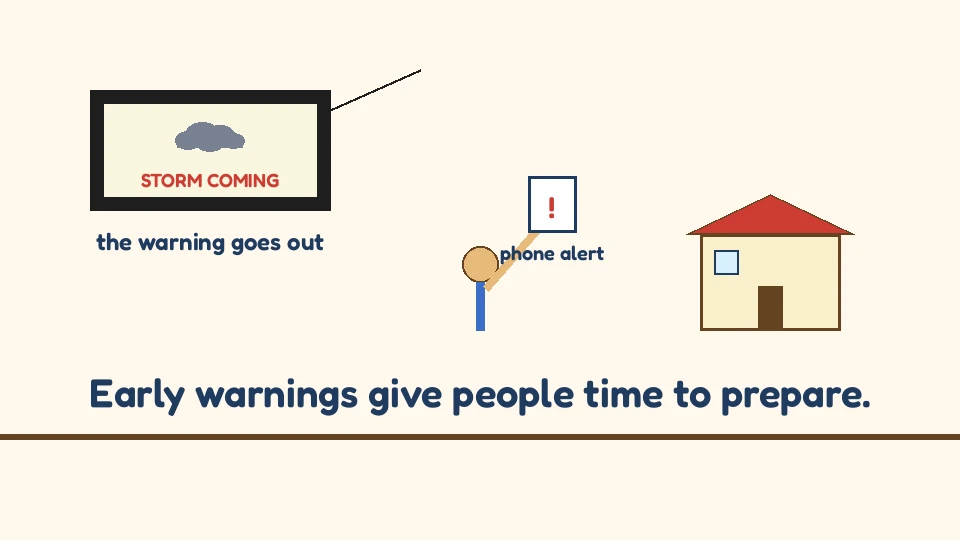 STORM COMING
the warning goes out
!
phone alert
Early warnings give people time to prepare.